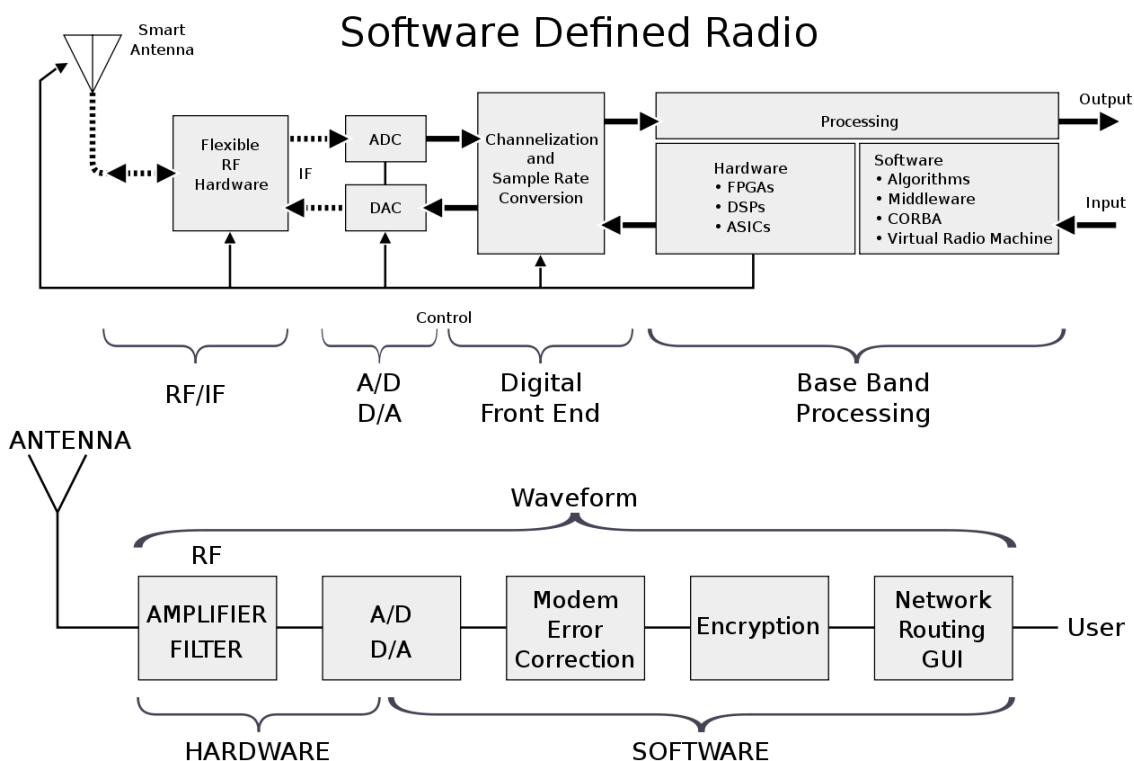 Software Defined Radio
Smart
Antenna
Flexible
RF
Hardware
IF
ADC
DAC
Channelization
and
Sample Rate
Conversion
Processing
Hardware
• FPGAs
• DSPs
• ASICs
Software
• Algorithms
• Middleware
• CORBA
• Virtual Radio Machine
Output
Input
Control
RF/IF
A/D
D/A
Digital
Front End
Base Band
Processing
ANTENNA
Waveform
RF
AMPLIFIER
FILTER
A/D
D/A
Modem
Error
Correction
Encryption
Network
Routing
GUI
User
HARDWARE
SOFTWARE